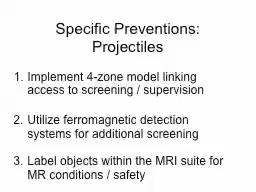 Specific Preventions:
Projectiles
1. Implement 4-zone model linking
access to screening / supervision
2. Utilize ferromagnetic detection
systems for additional screening
3. Label objects within the MRI suite for
MR conditions / safety